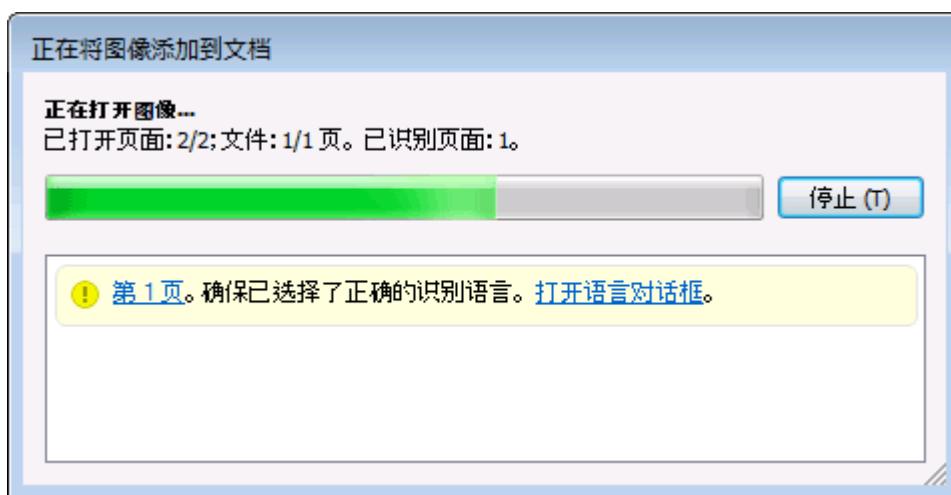 正在将图像添加到文档
正在打开图像...
已打开页面: 2/2; 文件: 1/1 页。已识别页面: 1。
停止 (T)
第 1 页。确保已选择了正确的识别语言。打开语言对话框。